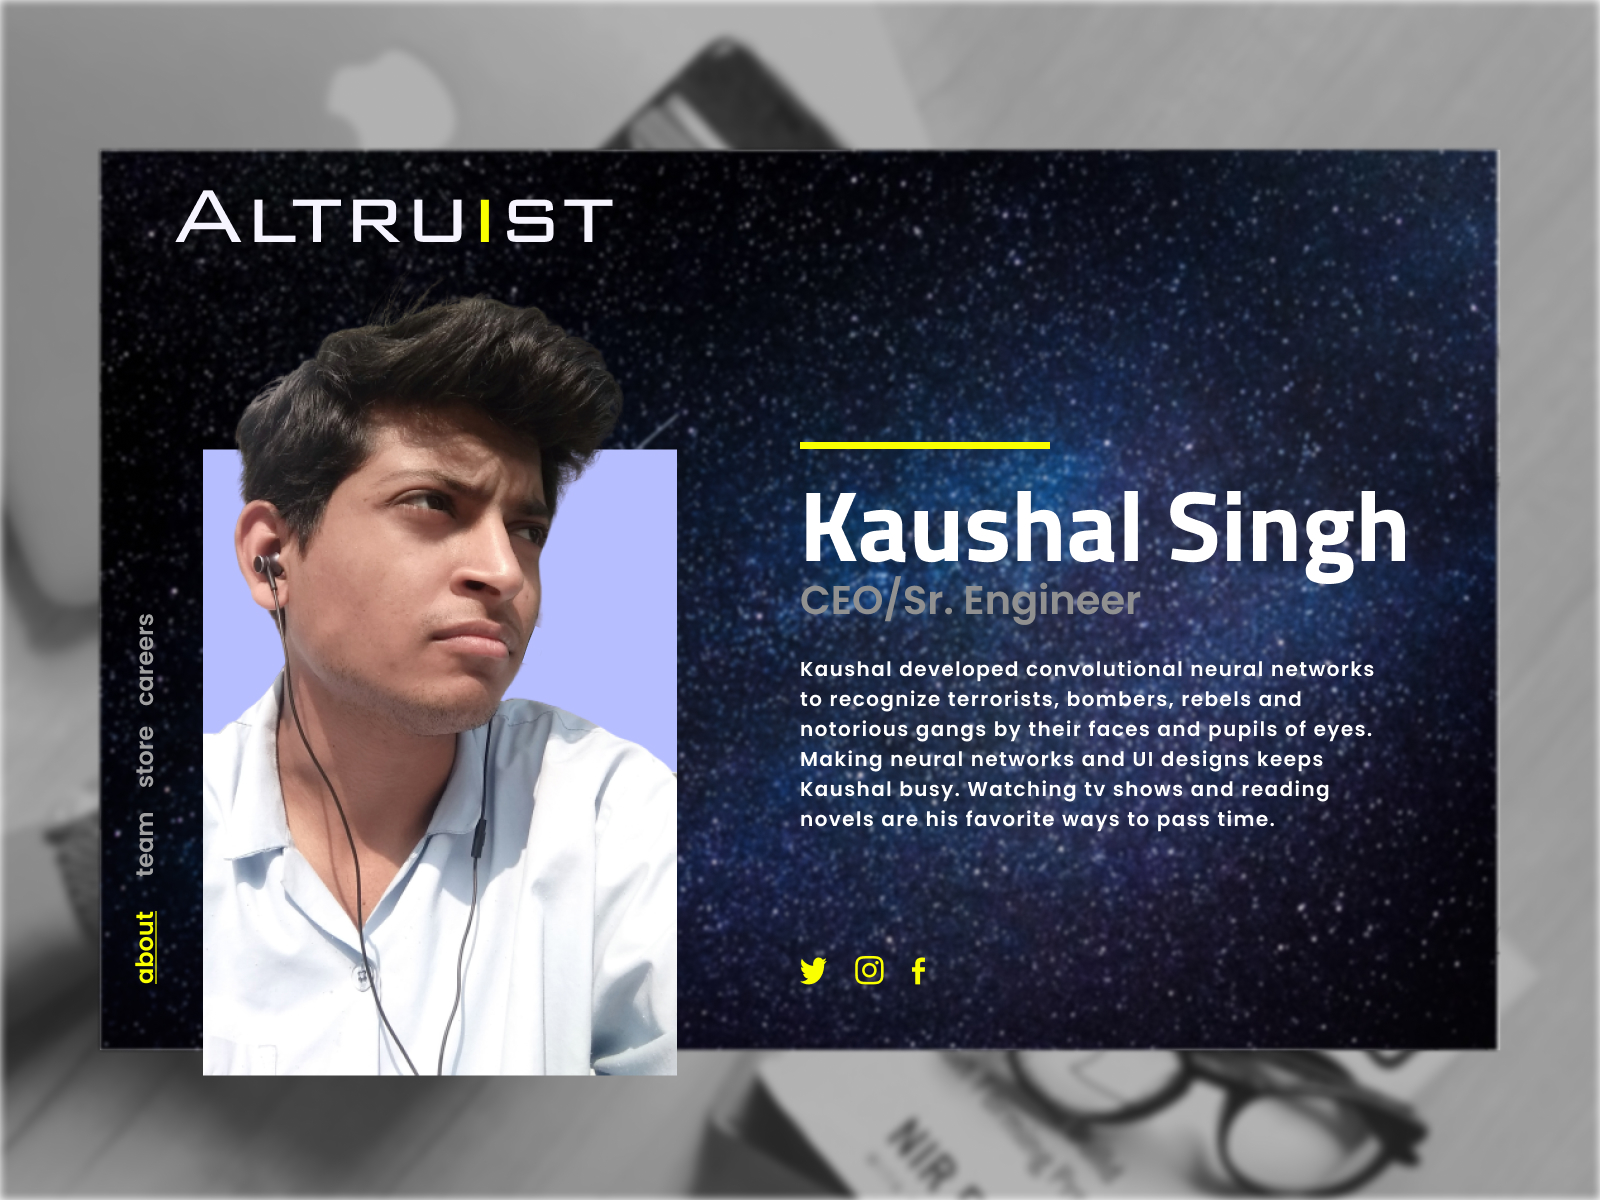 ALTRUIST
Kaushal Singh
CEO/Sr. Engineer
Kaushal developed convolutional neural networks
to recognize terrorists, bombers, rebels and
notorious gangs by their faces and pupils of eyes.
Making neural networks and UI designs keeps
Kaushal busy. Watching tv shows and reading
novels are his favorite ways to pass time.
about team store careers
NIR